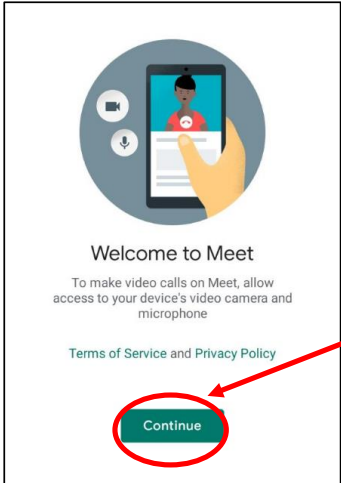 Welcome to Meet
To make video calls on Meet, allow
access to your device's video camera and
microphone
Terms of Service and Privacy Policy
Continue